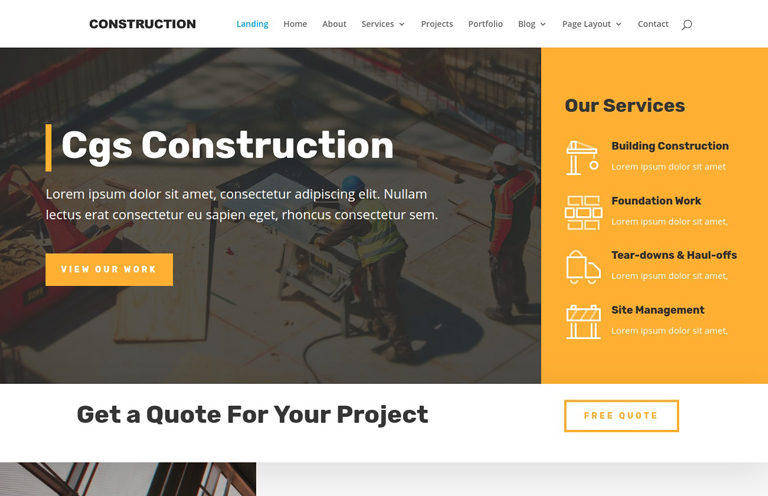 CONSTRUCTION
Landing Home About Services Projects Portfolio Blog Page Layout Contact
Cgs Construction
Lorem ipsum dolor sit amet, consectetur adipiscing elit. Nullam
lectus erat consectetur eu sapien eget, rhoncus consectetur sem.
VIEW OUR WORK
Our Services
Building Construction
Lorem ipsum dolor sit amet
Foundation Work
Lorem ipsum dolor sit amet,
Tear-downs & Haul-offs
Lorem ipsum dolor sit amet,
Site Management
Lorem ipsum dolor sit amet,
Get a Quote For Your Project
FREE QUOTE